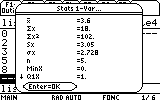 Stats 1-Var...
x̄ =3.6
Σx =18.
Σx² =102.
Sx =3.05
σx =2.728
n =5.
MinX =0.
Q1X =1.
Enter=OK
MAIN RAD AUTO FUNC 1/6